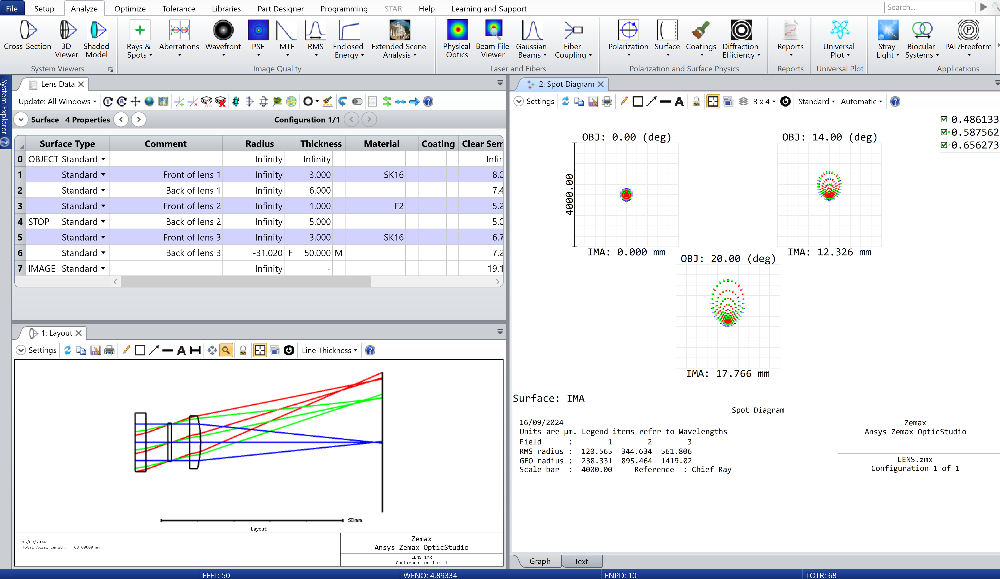 File Setup Analyze Optimize Tolerance Libraries Part Designer Programming STAR Help Learning and Support Search...
Cross-Section 3D Viewer Shaded Model
System Viewers
Rays & Spots Aberrations Wavefront PSF MTF RMS Enclosed Energy Extended Scene Analysis
Image Quality
Physical Optics Beam File Viewer Gaussian Beams Fiber Coupling
Laser and Fibers
Polarization Surface Coatings Diffraction Efficiency
Polarization and Surface Physics
Reports
Reports
Universal Plot
Universal Plot
Stray Light Biocular Systems PAL/Freeform
Applications
System Explorer
Lens Data
Update: All Windows
Surface 4 Properties Configuration 1/1
Surface Type Comment Radius Thickness Material Coating Clear Sem
0 OBJECT Standard Infinity Infinity Infin
1 Standard Front of lens 1 Infinity 3.000 SK16 8.0
2 Standard Back of lens 1 Infinity 6.000 7.4
3 Standard Front of lens 2 Infinity 1.000 F2 5.2
4 STOP Standard Back of lens 2 Infinity 5.000 5.0
5 Standard Front of lens 3 Infinity 3.000 SK16 6.7
6 Standard Back of lens 3 -31.020 F 50.000 M 7.2
7 IMAGE Standard Infinity - 19.1
1: Layout
Settings Line Thickness
50 mm
Layout
16/09/2024
Total Axial Length: 68.00000 mm
Zemax
Ansys Zemax OpticStudio
LENS.zmx
Configuration 1 of 1
2: Spot Diagram
Settings 3 x 4 Standard Automatic
0.486133
0.587562
0.656273
OBJ: 0.00 (deg)
4000.00
IMA: 0.000 mm
OBJ: 14.00 (deg)
IMA: 12.326 mm
OBJ: 20.00 (deg)
IMA: 17.766 mm
Surface: IMA
Spot Diagram
16/09/2024
Units are µm. Legend items refer to Wavelengths
Field : 1 2 3
RMS radius : 120.565 344.634 561.806
GEO radius : 238.331 895.464 1419.02
Scale bar : 4000.00 Reference : Chief Ray
Zemax
Ansys Zemax OpticStudio
LENS.zmx
Configuration 1 of 1
Graph Text
EFFL: 50 WFNO: 4.89334 ENPD: 10 TOTR: 68